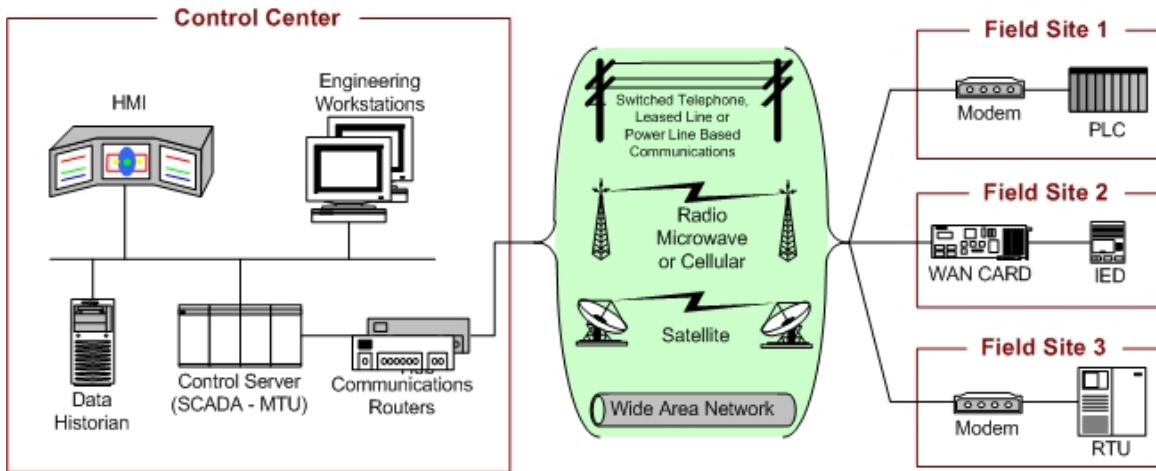 Control Center
HMI
Engineering
Workstations
Data
Historian
Control Server
(SCADA - MTU)
Communications
Routers
Switched Telephone,
Leased Line or
Power Line Based
Communications
Radio
Microwave
or Cellular
Satellite
Wide Area Network
Field Site 1
Modem
PLC
Field Site 2
WAN CARD
IED
Field Site 3
Modem
RTU